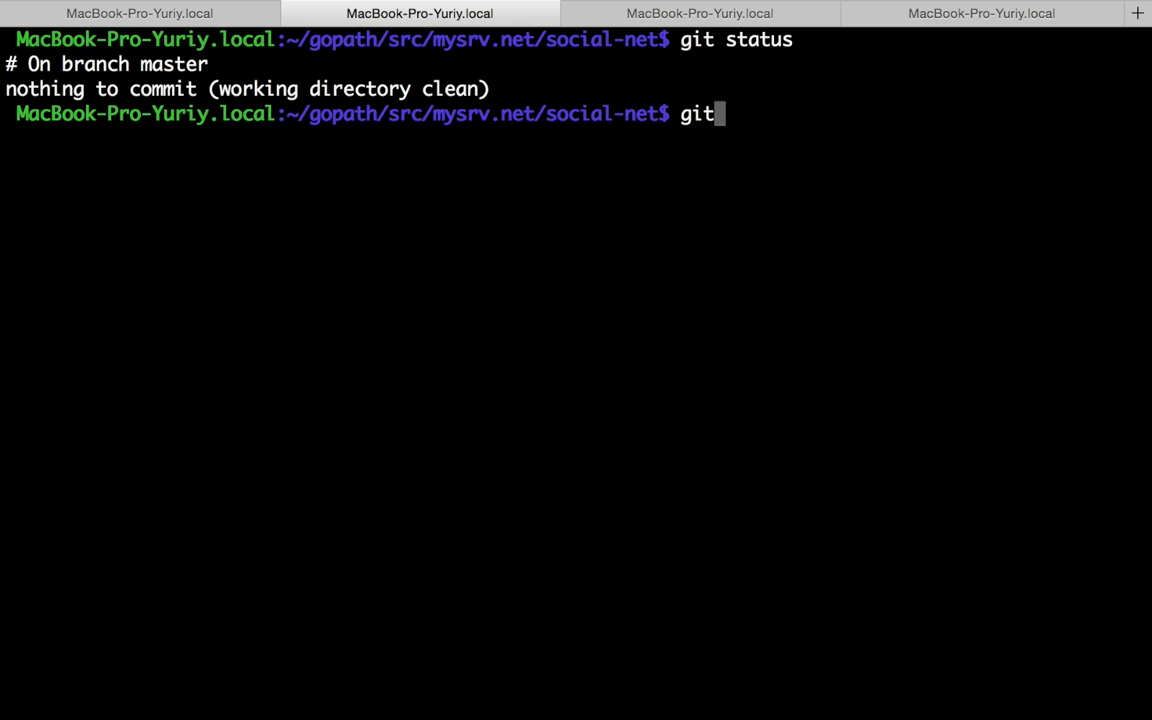 MacBook-Pro-Yuriy.local MacBook-Pro-Yuriy.local MacBook-Pro-Yuriy.local MacBook-Pro-Yuriy.local +
MacBook-Pro-Yuriy.local:~/gopath/src/mysrv.net/social-net$ git status
# On branch master
nothing to commit (working directory clean)
MacBook-Pro-Yuriy.local:~/gopath/src/mysrv.net/social-net$ git